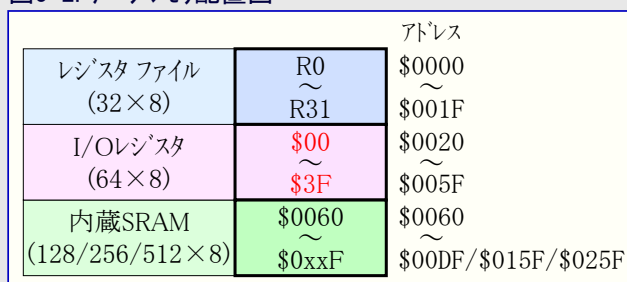 アドレス
レジスタ ファイル
(32×8)
R0
～
R31
$0000
～
$001F
I/Oレジスタ
(64×8)
$00
～
$3F
$0020
～
$005F
内蔵SRAM
(128/256/512×8)
$0060
～
$0xxF
$0060
～
$00DF/$015F/$025F